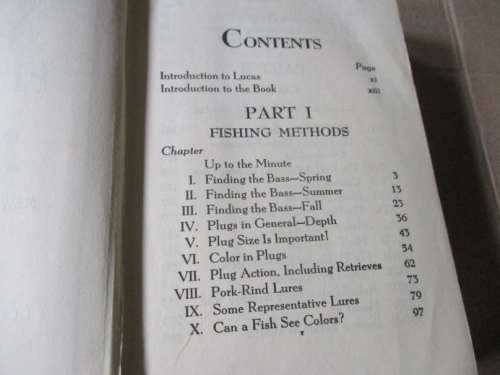 CONTENTS
Page
Introduction to Lucas xi
Introduction to the Book xiii
PART I
FISHING METHODS
Chapter
Up to the Minute
I. Finding the Bass—Spring 3
II. Finding the Bass—Summer 13
III. Finding the Bass—Fall 23
IV. Plugs in General—Depth 36
V. Plug Size Is Important! 43
VI. Color in Plugs 54
VII. Plug Action, Including Retrieves 62
VIII. Pork-Rind Lures 73
IX. Some Representative Lures 79
X. Can a Fish See Colors? 97